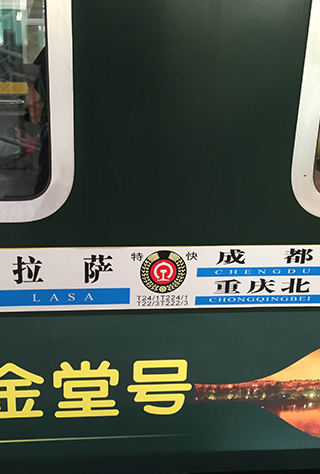 拉 萨
LASA
特 快
T24/1T224/1
T22/3T222/3
成 都
CHENGDU
重庆北
CHONGQINGBEI
金堂号